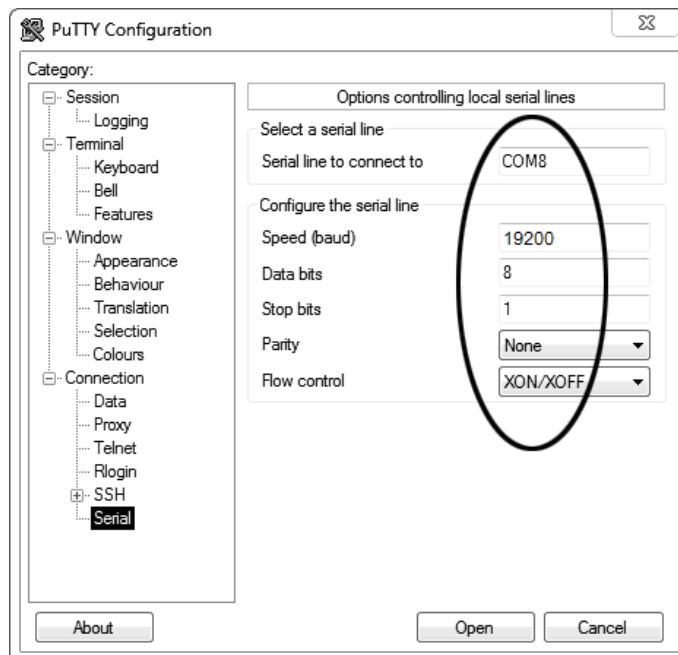 PuTTY Configuration
Category:
Session
Logging
Terminal
Keyboard
Bell
Features
Window
Appearance
Behaviour
Translation
Selection
Colours
Connection
Data
Proxy
Telnet
Rlogin
SSH
Serial
Options controlling local serial lines
Select a serial line
Serial line to connect to COM8
Configure the serial line
Speed (baud) 19200
Data bits 8
Stop bits 1
Parity None
Flow control XON/XOFF
About Open Cancel